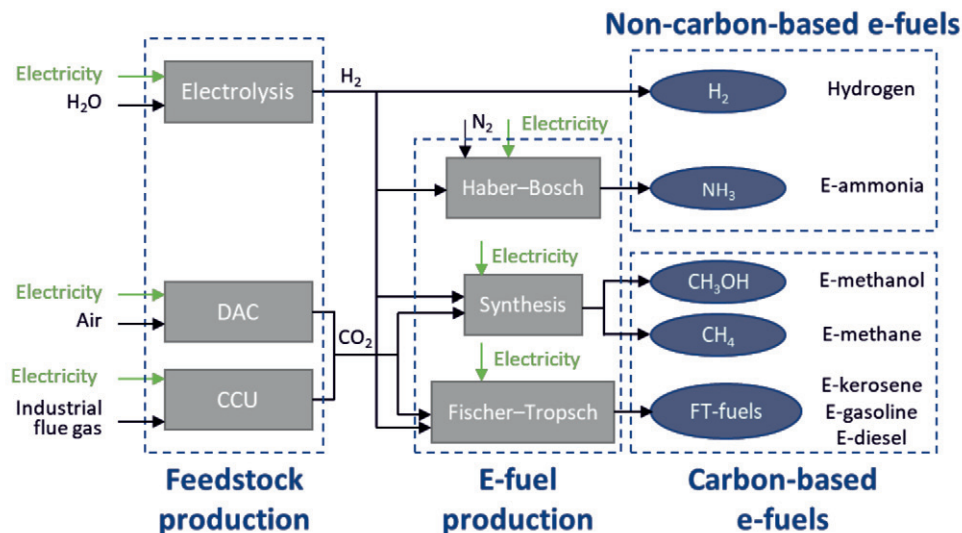 Non-carbon-based e-fuels
Electricity
H₂O
Electrolysis
H₂
H₂
Hydrogen
N₂
Electricity
Haber–Bosch
NH₃
E-ammonia
Electricity
Air
DAC
Electricity
Synthesis
CH₃OH
E-methanol
CH₄
E-methane
CO₂
Electricity
Industrial
flue gas
CCU
Electricity
Fischer–Tropsch
FT-fuels
E-kerosene
E-gasoline
E-diesel
Feedstock
production
E-fuel
production
Carbon-based
e-fuels